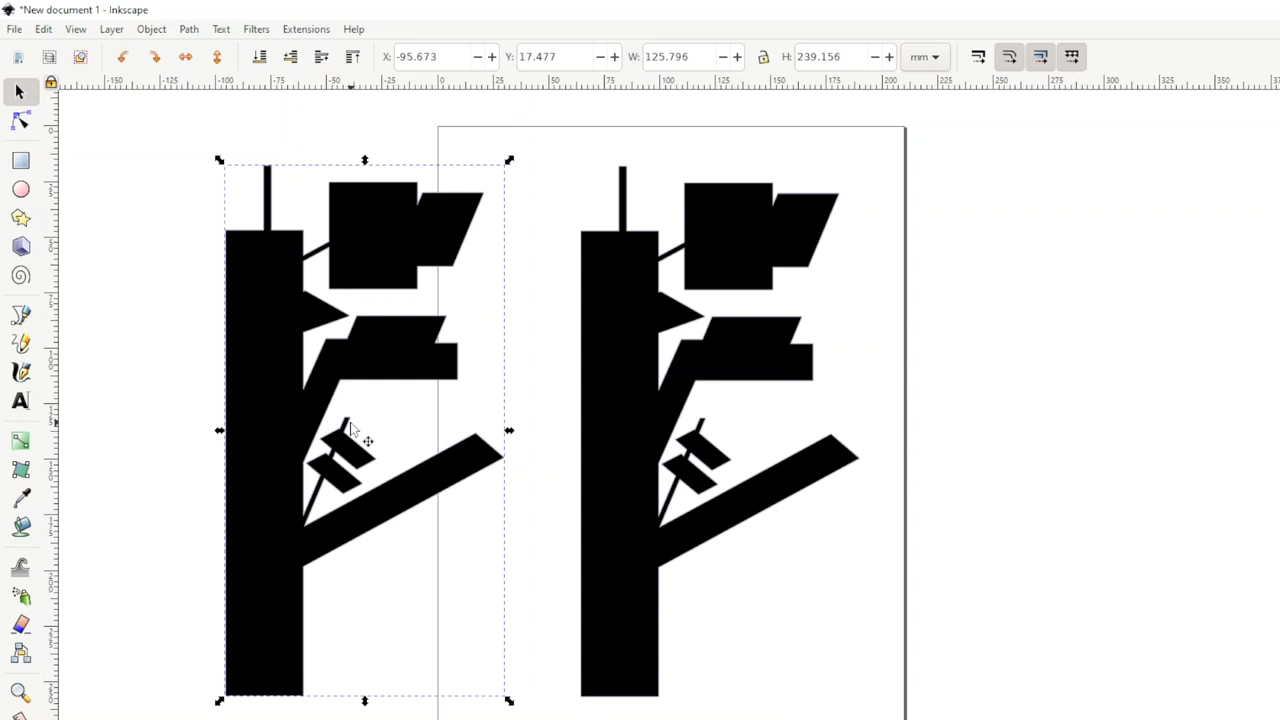 *New document 1 - Inkscape
File Edit View Layer Object Path Text Filters Extensions Help
X: -95.673 Y: 17.477 W: 125.796 H: 239.156 mm
-150 -125 -100 -75 -50 -25 0 25 50 75 100 125 150 175 200 225 250 275 300 325 350